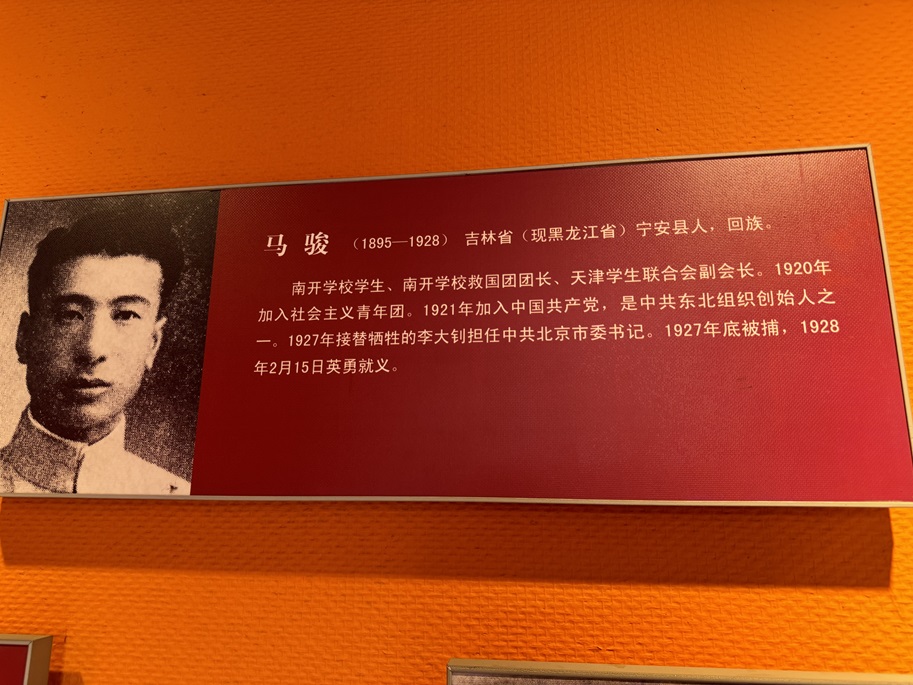 马 骏 （1895—1928） 吉林省（现黑龙江省）宁安县人，回族。
南开学校学生、南开学校救国团团长、天津学生联合会副会长。1920年
加入社会主义青年团。1921年加入中国共产党，是中共东北组织创始人之
一。1927年接替牺牲的李大钊担任中共北京市委书记。1927年底被捕，1928
年2月15日英勇就义。